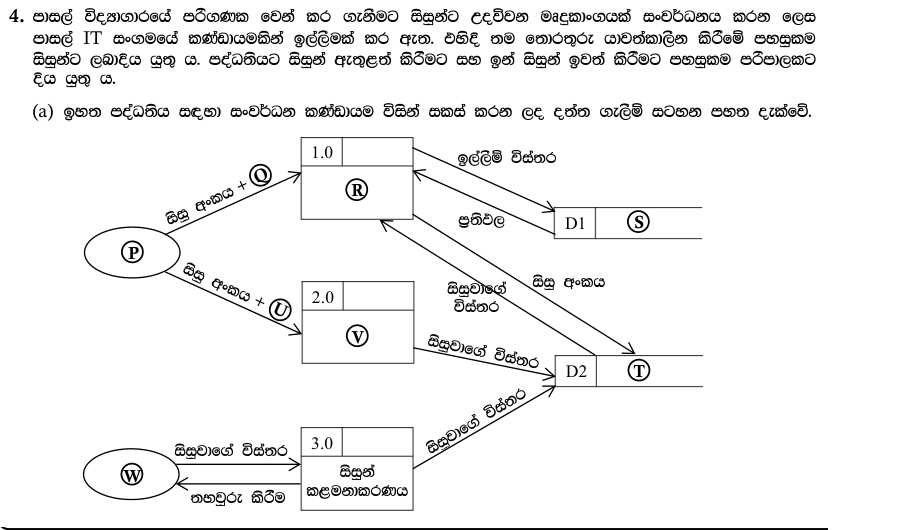 4. පාසල් විද්‍යාගාරයේ පරිගණක වෙන් කර ගැනීමට සිසුන්ට උදව්වන මෘදුකාංගයක් සංවර්ධනය කරන ලෙස
පාසල් IT සංගමයේ කණ්ඩායමකින් ඉල්ලීමක් කර ඇත. එහිදී තම තොරතුරු යාවත්කාලීන කිරීමේ පහසුකම
සිසුන්ට ලබාදිය යුතු ය. පද්ධතියට සිසුන් ඇතුළත් කිරීමට සහ ඉන් සිසුන් ඉවත් කිරීමට පහසුකම පරිපාලකට
දිය යුතු ය.
(a) ඉහත පද්ධතිය සඳහා සංවර්ධන කණ්ඩායම විසින් සකස් කරන ලද දත්ත ගැලීම් සටහන පහත දැක්වේ.
1.0
ඉල්ලීම් විස්තර
සිසු අංකය + Q
R
ප්‍රතිඵල
D1 S
P
සිසු අංකය + U
සිසුවාගේ
විස්තර
සිසු අංකය
2.0
V
සිසුවාගේ විස්තර
D2 T
සිසුවාගේ විස්තර
3.0
සිසුවාගේ විස්තර
W
සිසුන්
කළමනාකරණය
තහවුරු කිරීම